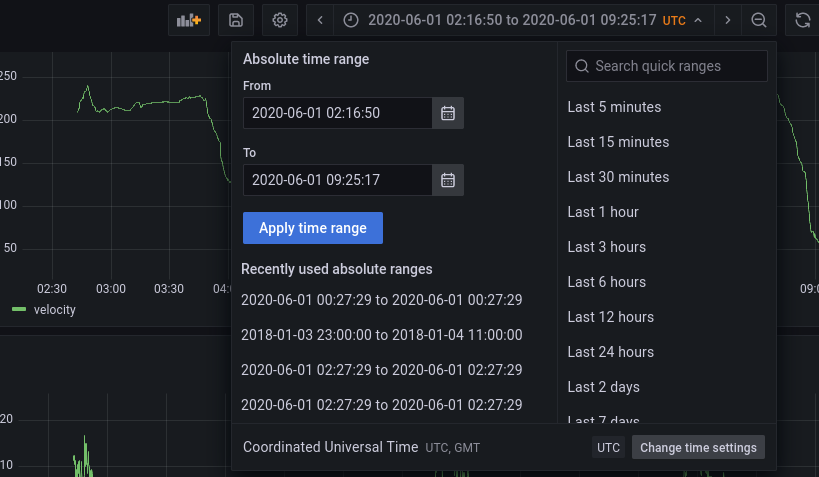 2020-06-01 02:16:50 to 2020-06-01 09:25:17 UTC
Absolute time range
From
2020-06-01 02:16:50
To
2020-06-01 09:25:17
Apply time range
Recently used absolute ranges
2020-06-01 00:27:29 to 2020-06-01 00:27:29
2018-01-03 23:00:00 to 2018-01-04 11:00:00
2020-06-01 02:27:29 to 2020-06-01 02:27:29
2020-06-01 02:27:29 to 2020-06-01 02:27:29
Search quick ranges
Last 5 minutes
Last 15 minutes
Last 30 minutes
Last 1 hour
Last 3 hours
Last 6 hours
Last 12 hours
Last 24 hours
Last 2 days
Last 7 days
Coordinated Universal Time UTC, GMT
UTC
Change time settings
250
200
150
100
50
02:30 03:00 03:30 04: 09:0
velocity
20
10